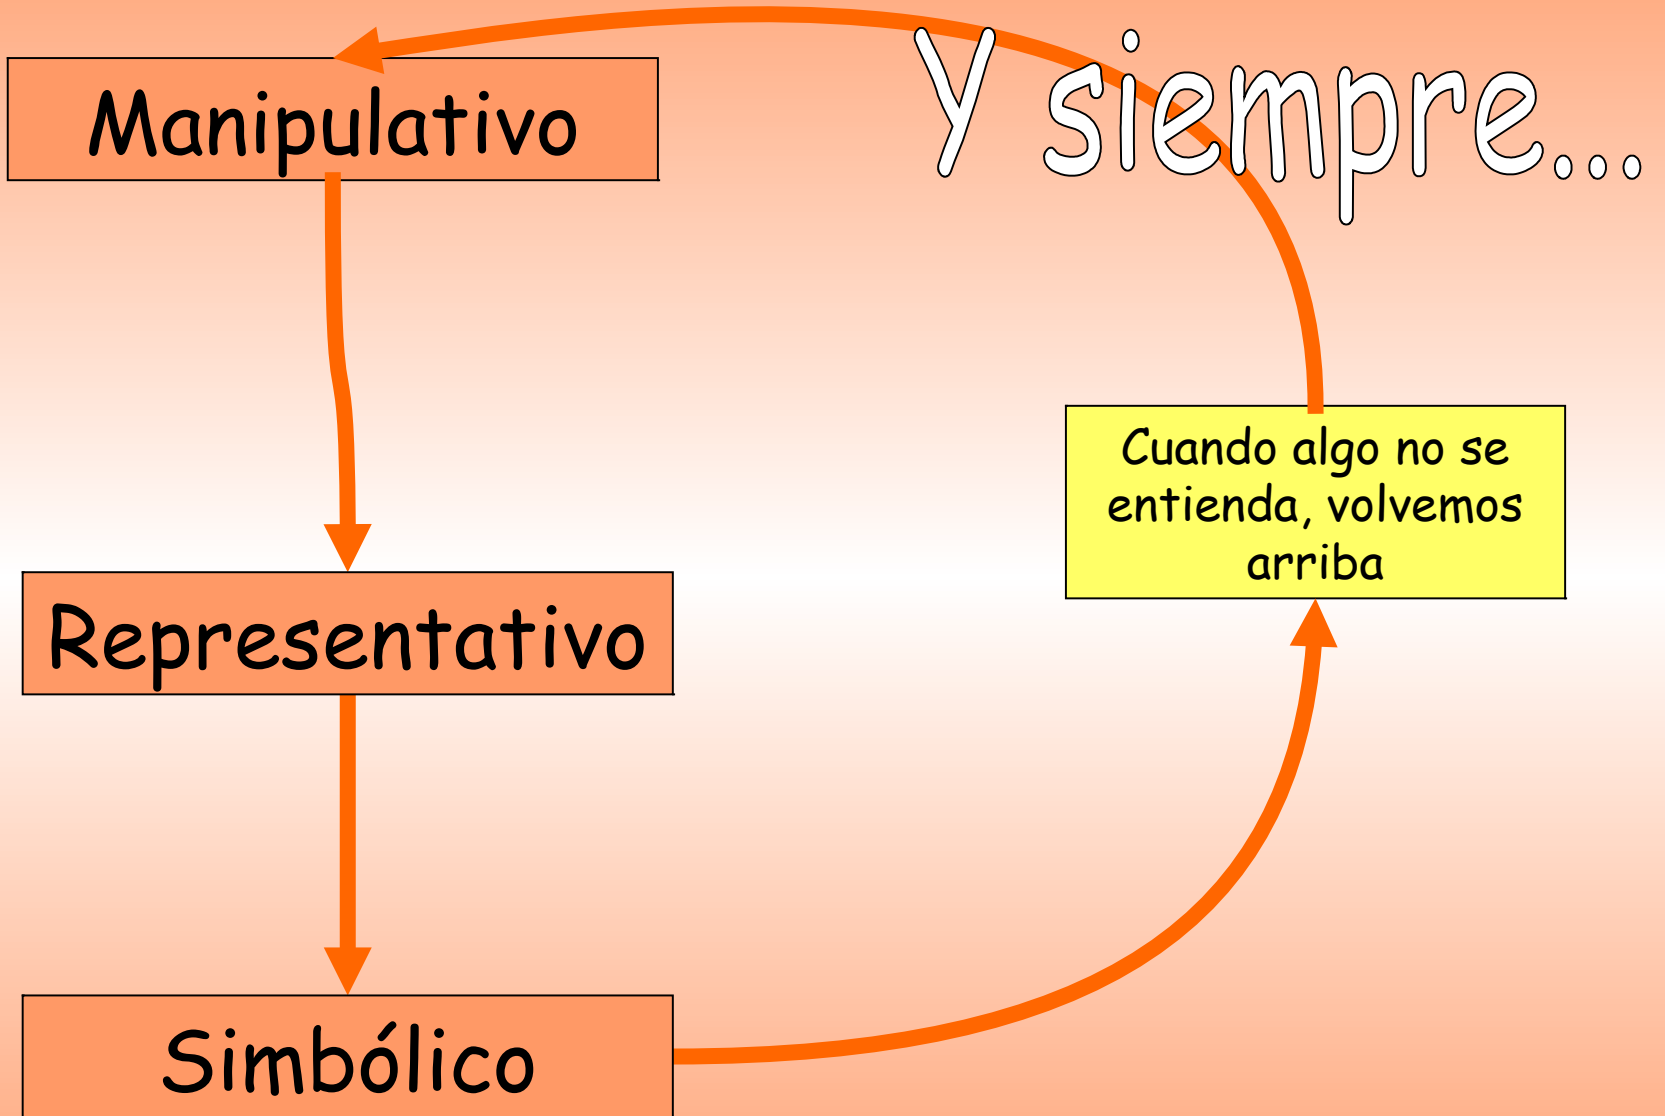 Y siempre...
Manipulativo
Cuando algo no se
entienda, volvemos
arriba
Representativo
Simbólico